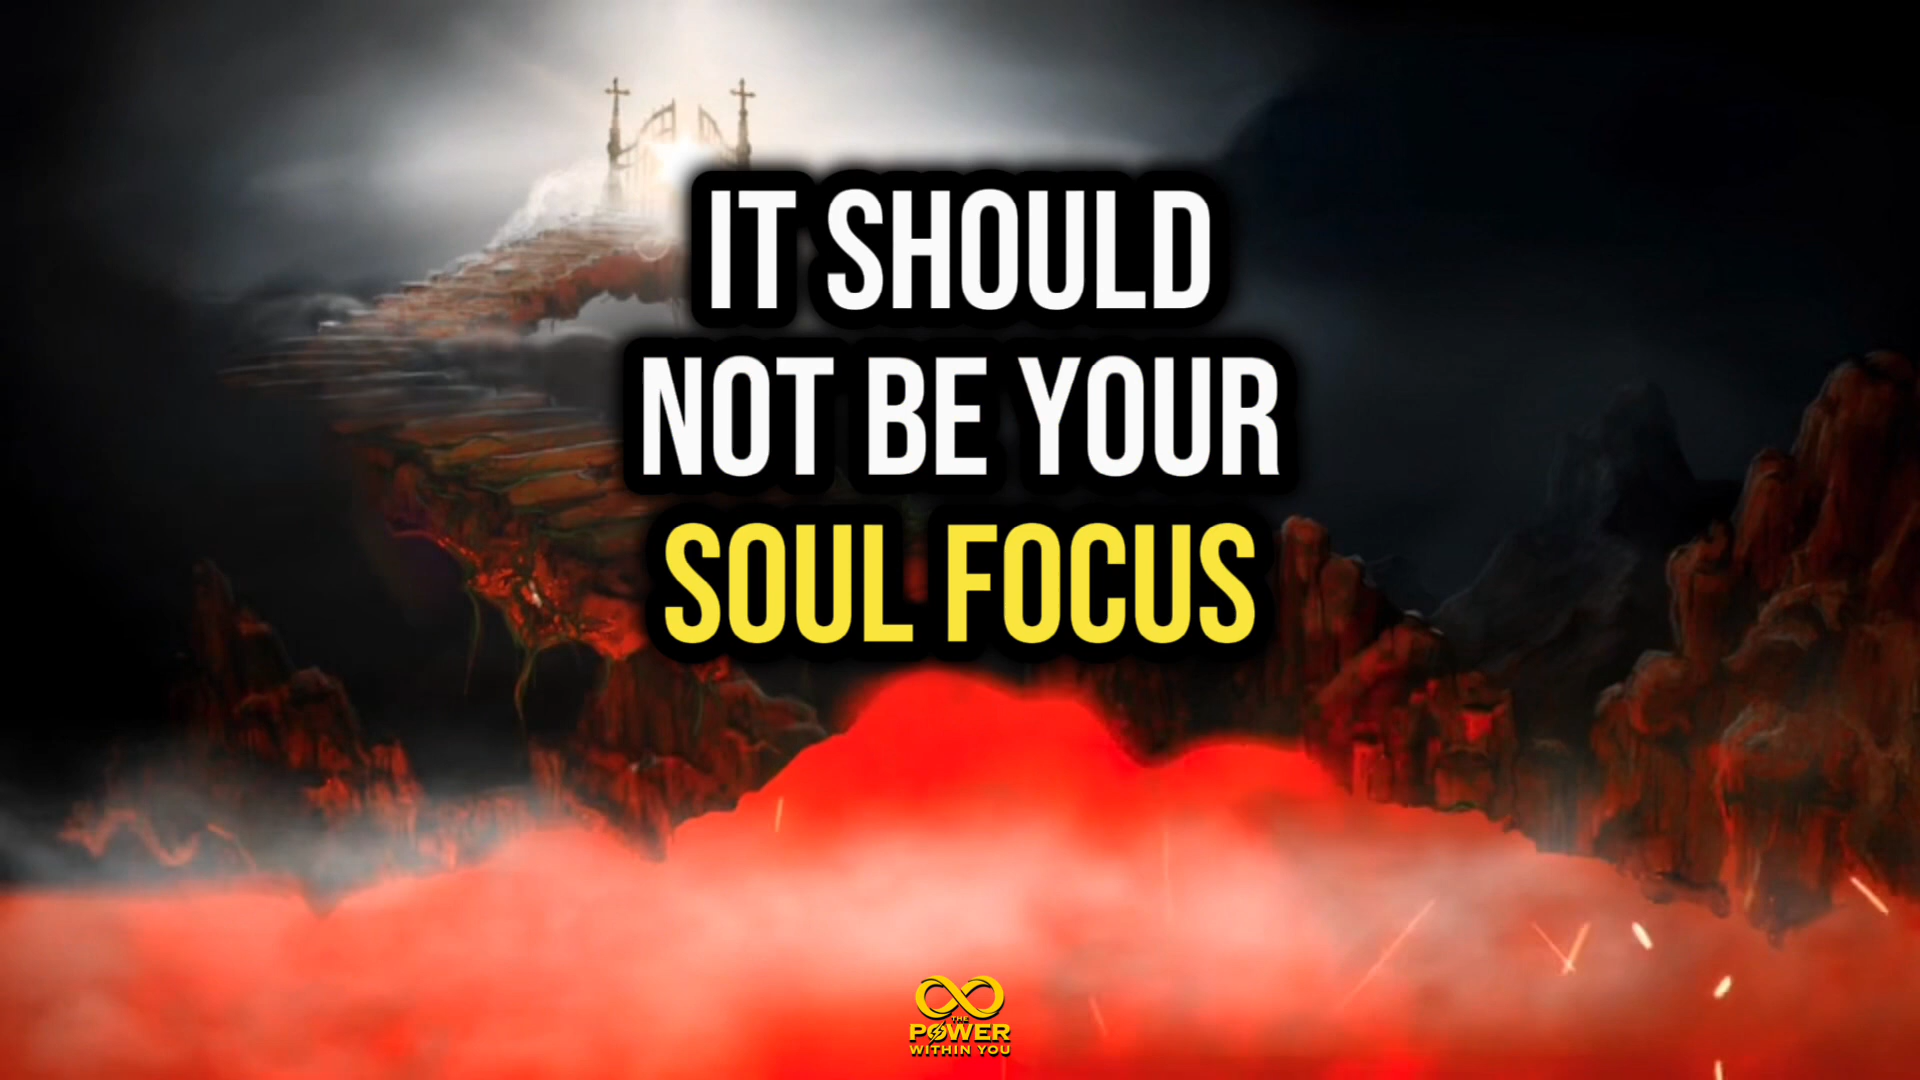 IT SHOULD
NOT BE YOUR
SOUL FOCUS
THE
POWER
WITHIN YOU